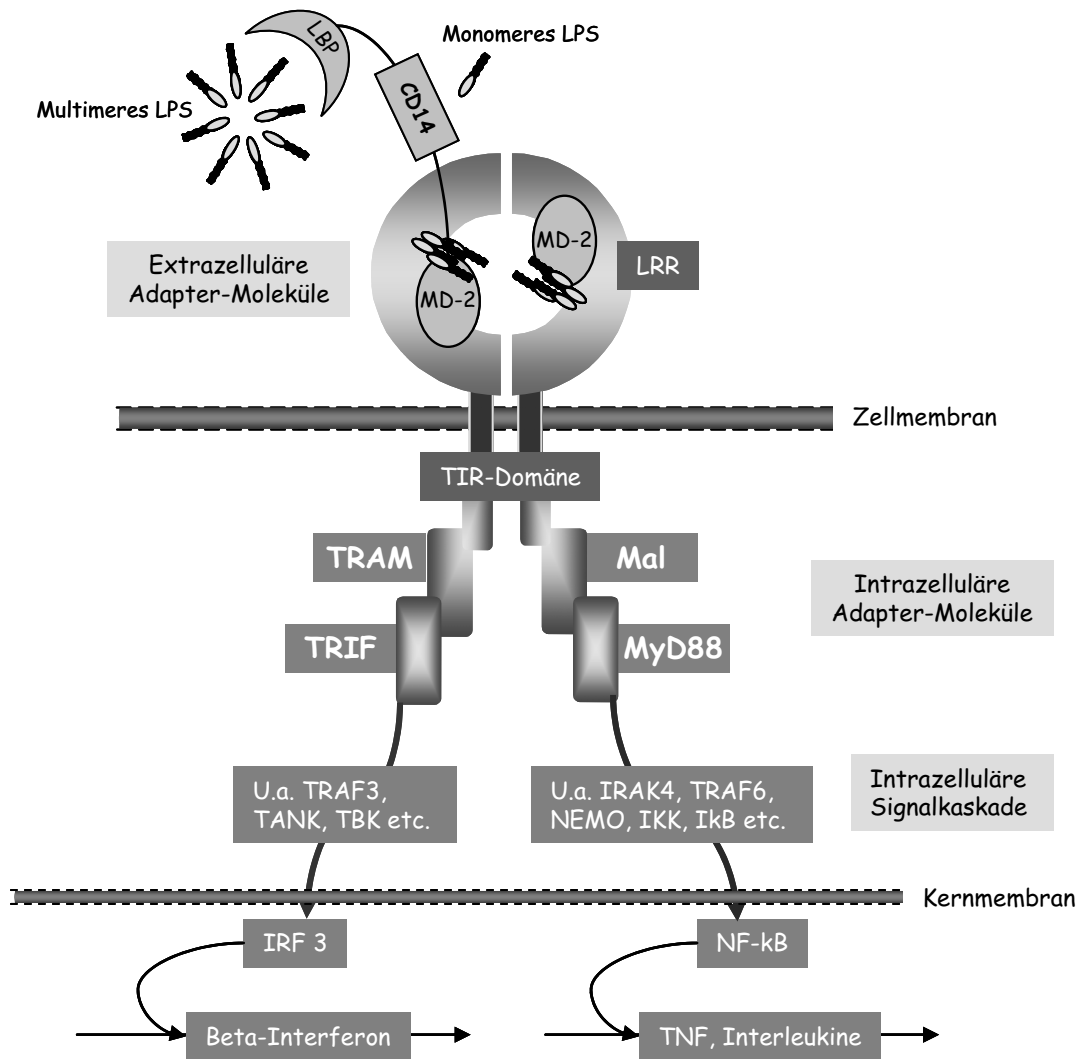 LBP
Monomeres LPS
Multimeres LPS
CD14
MD-2
MD-2
Extrazelluläre
Adapter-Moleküle
LRR
Zellmembran
TIR-Domäne
TRAM
Mal
Intrazelluläre
Adapter-Moleküle
TRIF
MyD88
U.a. TRAF3,
TANK, TBK etc.
U.a. IRAK4, TRAF6,
NEMO, IKK, IkB etc.
Intrazelluläre
Signalkaskade
Kernmembran
IRF 3
NF-kB
Beta-Interferon
TNF, Interleukine